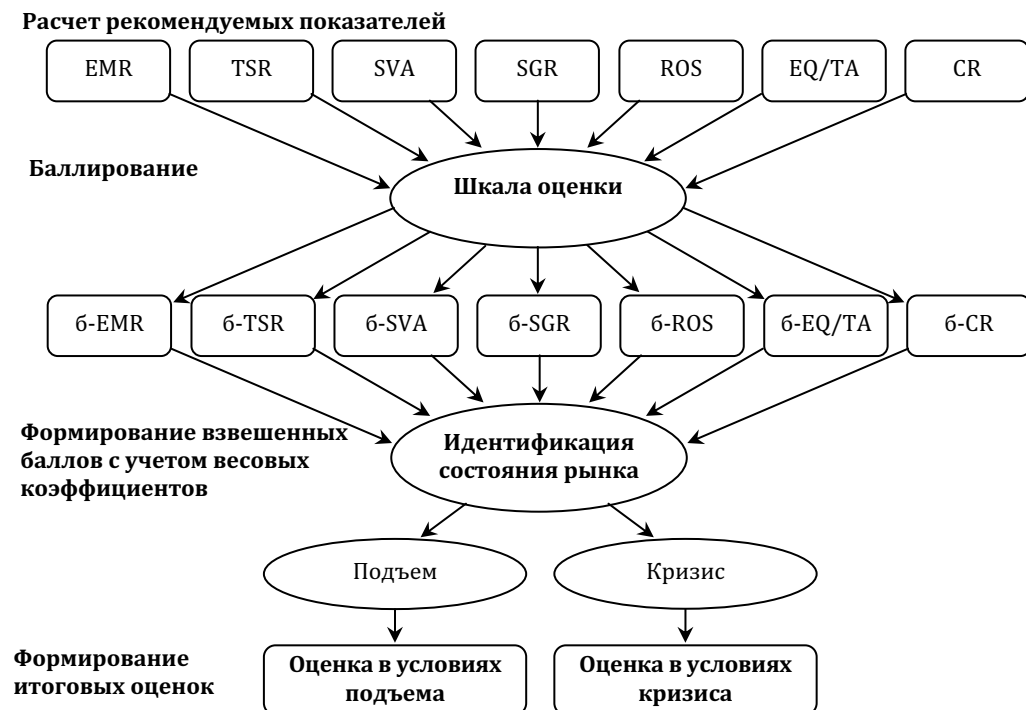 Расчет рекомендуемых показателей
EMR TSR SVA SGR ROS EQ/TA CR
Баллирование
Шкала оценки
б-EMR б-TSR б-SVA б-SGR б-ROS б-EQ/TA б-CR
Формирование взвешенных
баллов с учетом весовых
коэффициентов
Идентификация
состояния рынка
Подъем Кризис
Формирование
итоговых оценок
Оценка в условиях
подъема
Оценка в условиях
кризиса